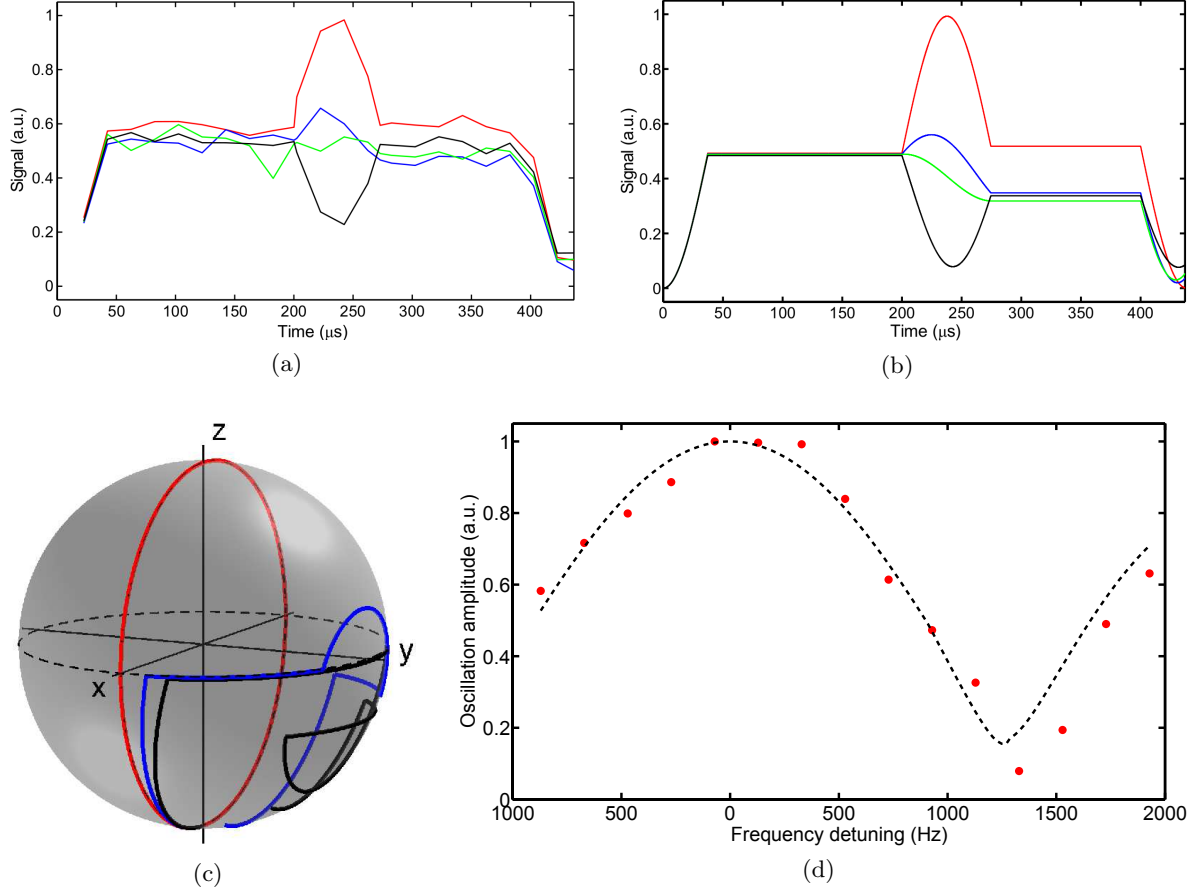 Signal (a.u.)
1
0.8
0.6
0.4
0.2
0
0 50 100 150 200 250 300 350 400
Time (μs)
(a)
Signal (a.u.)
1
0.8
0.6
0.4
0.2
0
0 50 100 150 200 250 300 350 400
Time (μs)
(b)
z
y
x
(c)
Oscillation amplitude (a.u.)
1
0.8
0.6
0.4
0.2
0
1000 500 0 500 1000 1500 2000
Frequency detuning (Hz)
(d)